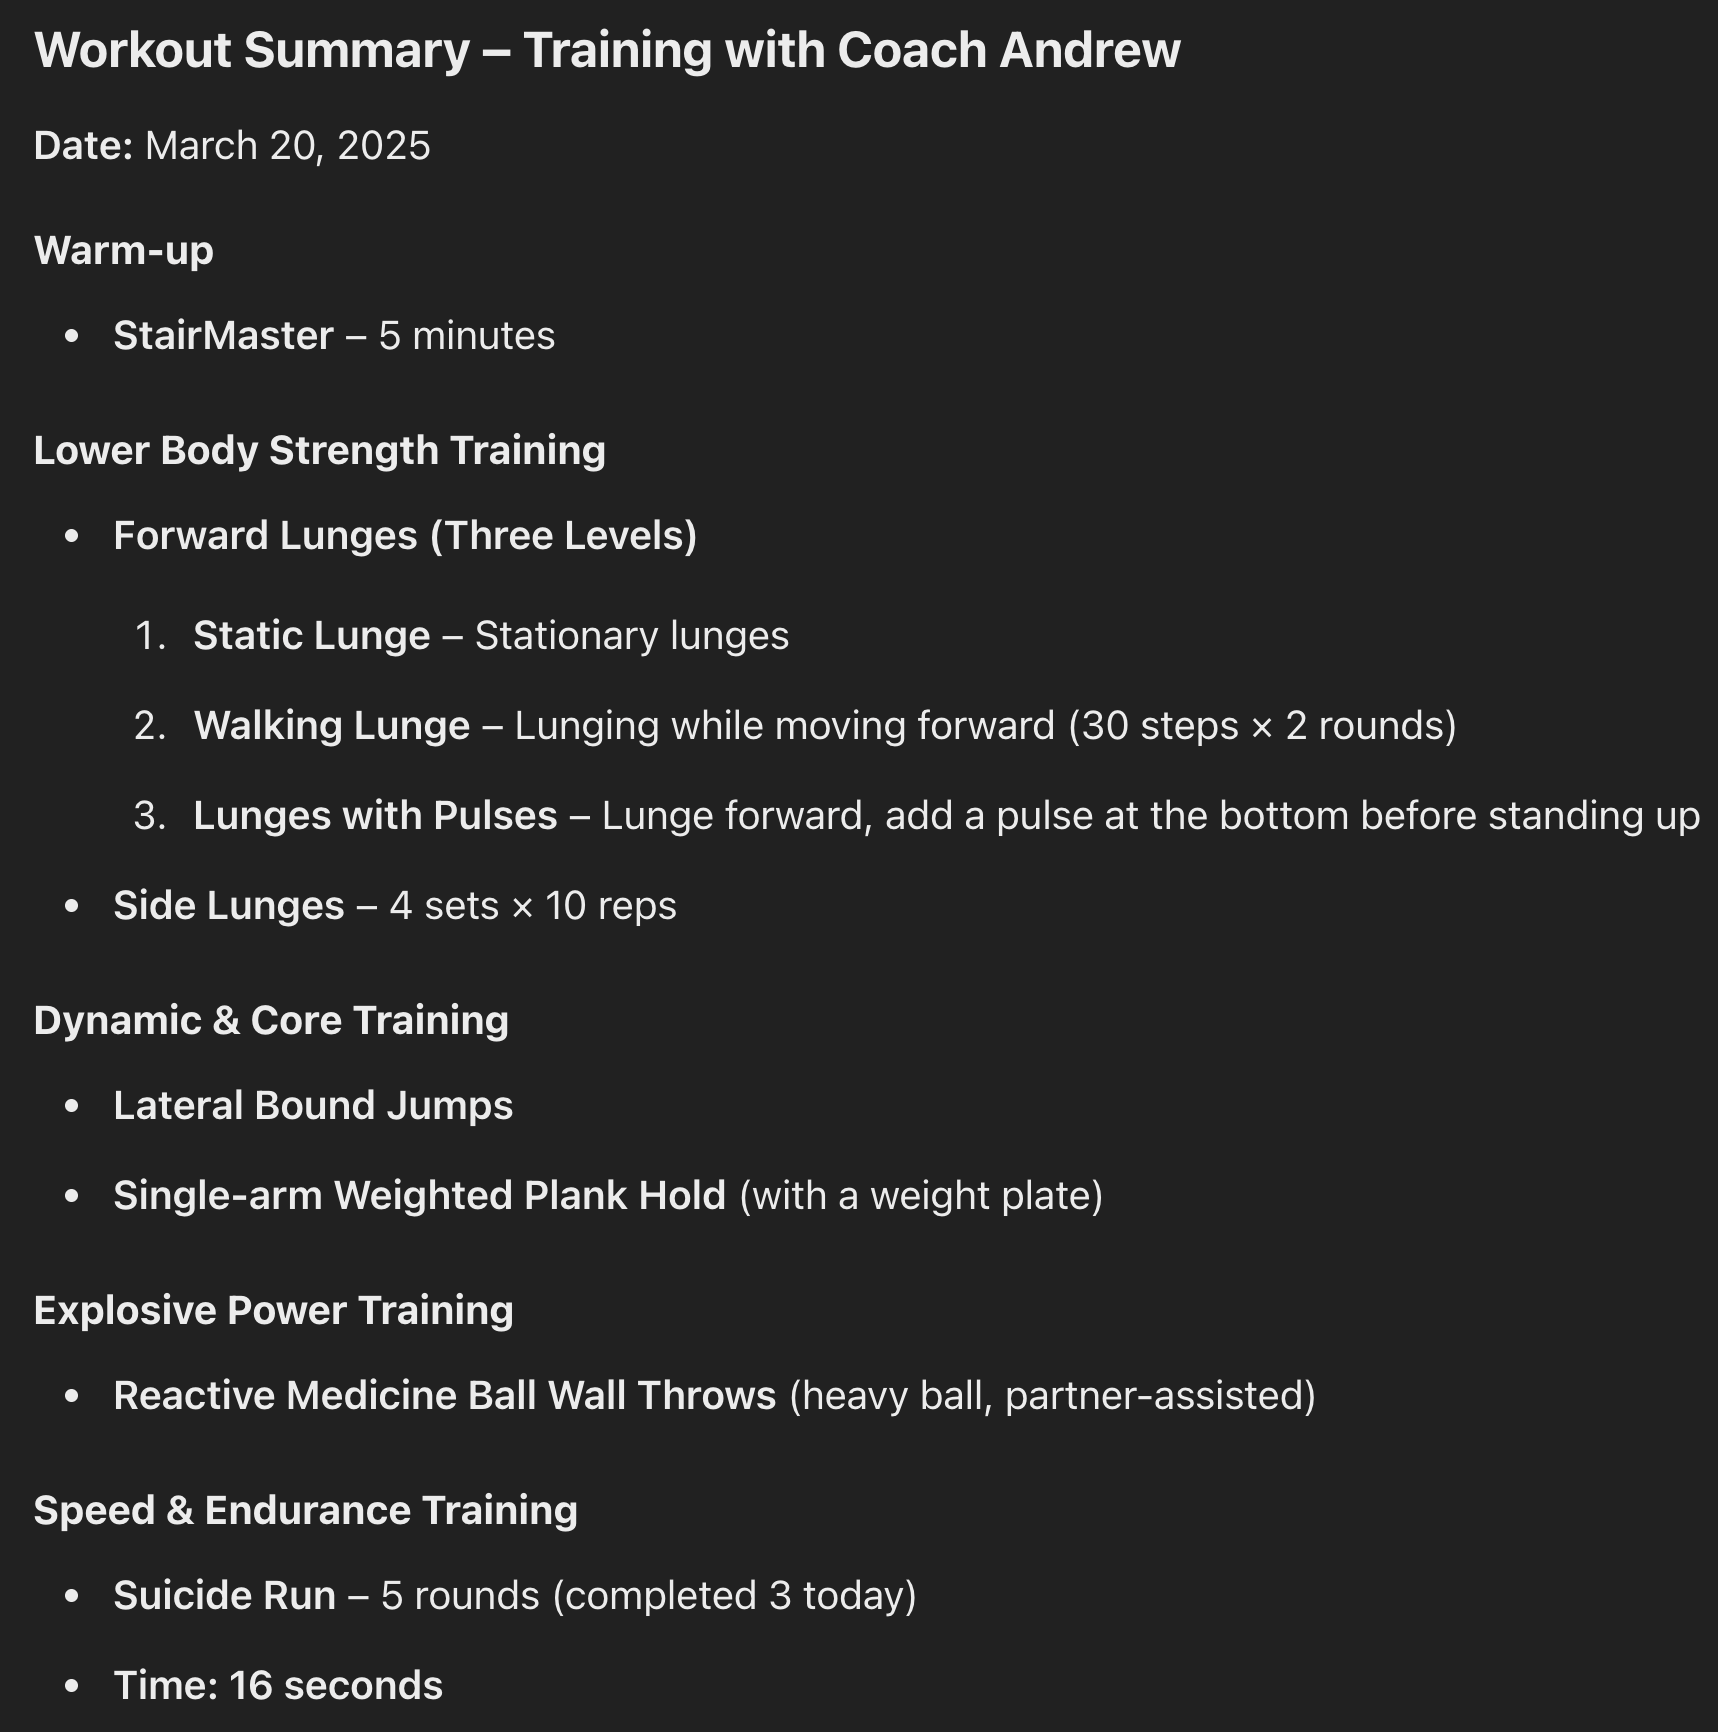 Workout Summary – Training with Coach Andrew
Date: March 20, 2025
Warm-up
• StairMaster – 5 minutes
Lower Body Strength Training
• Forward Lunges (Three Levels)
1. Static Lunge – Stationary lunges
2. Walking Lunge – Lunging while moving forward (30 steps × 2 rounds)
3. Lunges with Pulses – Lunge forward, add a pulse at the bottom before standing up
• Side Lunges – 4 sets × 10 reps
Dynamic & Core Training
• Lateral Bound Jumps
• Single-arm Weighted Plank Hold (with a weight plate)
Explosive Power Training
• Reactive Medicine Ball Wall Throws (heavy ball, partner-assisted)
Speed & Endurance Training
• Suicide Run – 5 rounds (completed 3 today)
• Time: 16 seconds